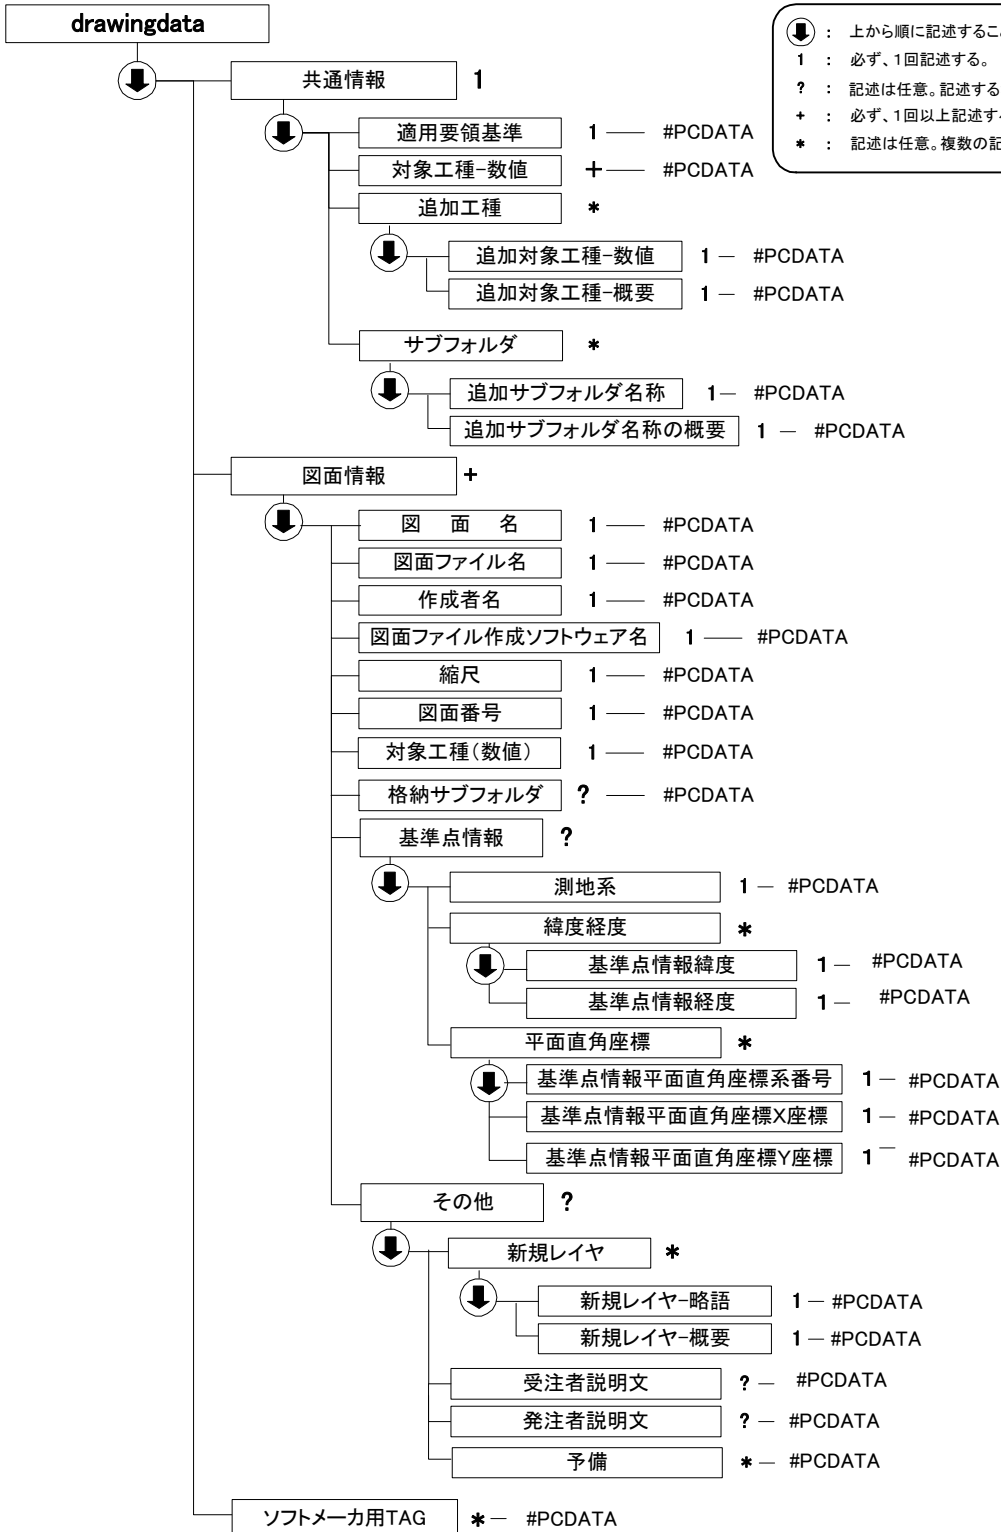 drawingdata
共通情報 1
適用要領基準 1 — #PCDATA
対象工種-数値 + — #PCDATA
追加工種 *
追加対象工種-数値 1 — #PCDATA
追加対象工種-概要 1 — #PCDATA
サブフォルダ *
追加サブフォルダ名称 1 — #PCDATA
追加サブフォルダ名称の概要 1 — #PCDATA
図面情報 +
図 面 名 1 — #PCDATA
図面ファイル名 1 — #PCDATA
作成者名 1 — #PCDATA
図面ファイル作成ソフトウェア名 1 — #PCDATA
縮尺 1 — #PCDATA
図面番号 1 — #PCDATA
対象工種(数値) 1 — #PCDATA
格納サブフォルダ ? — #PCDATA
基準点情報 ?
測地系 1 — #PCDATA
緯度経度 *
基準点情報緯度 1 — #PCDATA
基準点情報経度 1 — #PCDATA
平面直角座標 *
基準点情報平面直角座標系番号 1 — #PCDATA
基準点情報平面直角座標X座標 1 — #PCDATA
基準点情報平面直角座標Y座標 1 — #PCDATA
その他 ?
新規レイヤ *
新規レイヤ-略語 1 — #PCDATA
新規レイヤ-概要 1 — #PCDATA
受注者説明文 ? — #PCDATA
発注者説明文 ? — #PCDATA
予備 * — #PCDATA
ソフトメーカ用TAG * — #PCDATA
: 上から順に記述するこ
1 : 必ず、1回記述する。
? : 記述は任意。記述する
+ : 必ず、1回以上記述す
* : 記述は任意。複数の記